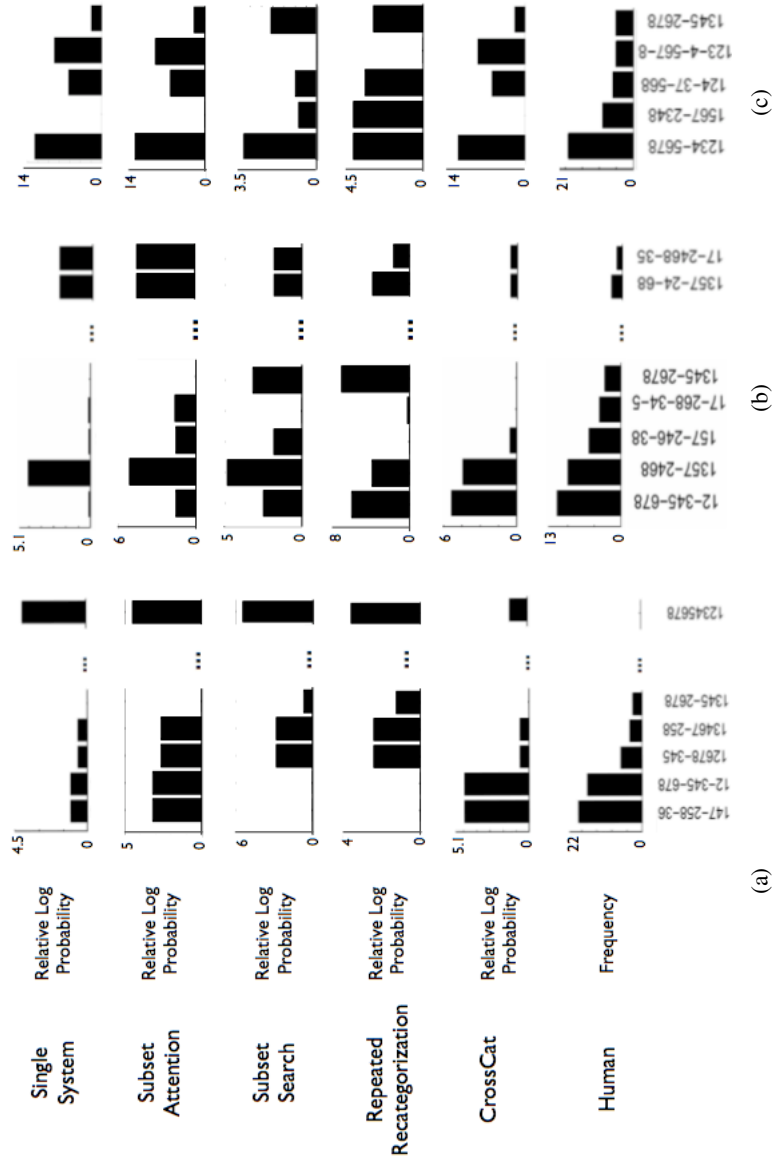 Single
System
Relative Log
Probability
4.5
0
...
5.1
0
...
14
0
Subset
Attention
Relative Log
Probability
5
0
...
6
0
...
14
0
Subset
Search
Relative Log
Probability
6
0
...
5
0
...
3.5
0
Repeated
Recategorization
Relative Log
Probability
4
0
...
8
0
...
4.5
0
CrossCat
Relative Log
Probability
5.1
0
...
6
0
...
14
0
Human
Frequency
22
0
...
13
0
...
21
0
147-258-36
12-345-678
12678-345
13467-258
1345-2678
12345678
12-345-678
1357-2468
157-246-38
17-268-34-5
1345-2678
1357-24-68
17-2468-35
1234-5678
1567-2348
124-37-568
123-4-567-8
1345-2678
(a)
(b)
(c)